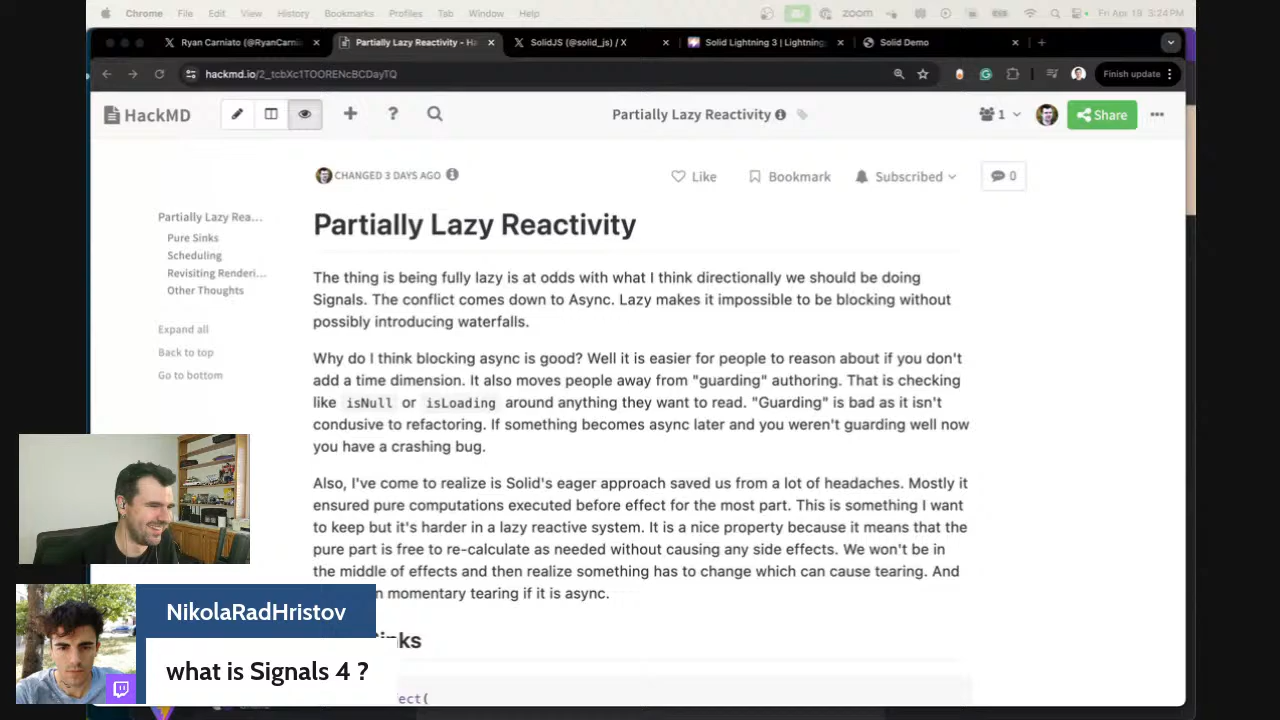 Chrome File Edit View History Bookmarks Profiles Tab Window Help zoom Fri Apr 19 3:24 PM
Ryan Carniato (@RyanCarni Partially Lazy Reactivity - Ha SolidJS (@solid_js) / X Solid Lightning 3 | Lightning Solid Demo
hackmd.io/2_tcbXc1TOORENcBCDayTQ Finish update
HackMD Partially Lazy Reactivity 1 Share
CHANGED 3 DAYS AGO Like Bookmark Subscribed 0
Partially Lazy Rea...
Pure Sinks
Scheduling
Revisiting Renderi...
Other Thoughts
Expand all
Back to top
Go to bottom
Partially Lazy Reactivity
The thing is being fully lazy is at odds with what I think directionally we should be doing
Signals. The conflict comes down to Async. Lazy makes it impossible to be blocking without
possibly introducing waterfalls.
Why do I think blocking async is good? Well it is easier for people to reason about if you don't
add a time dimension. It also moves people away from "guarding" authoring. That is checking
like isNull or isLoading around anything they want to read. "Guarding" is bad as it isn't
condusive to refactoring. If something becomes async later and you weren't guarding well now
you have a crashing bug.
Also, I've come to realize is Solid's eager approach saved us from a lot of headaches. Mostly it
ensured pure computations executed before effect for the most part. This is something I want
to keep but it's harder in a lazy reactive system. It is a nice property because it means that the
pure part is free to re-calculate as needed without causing any side effects. We won't be in
the middle of effects and then realize something has to change which can cause tearing. And
momentary tearing if it is async.
NikolaRadHristov
what is Signals 4 ?
ect(